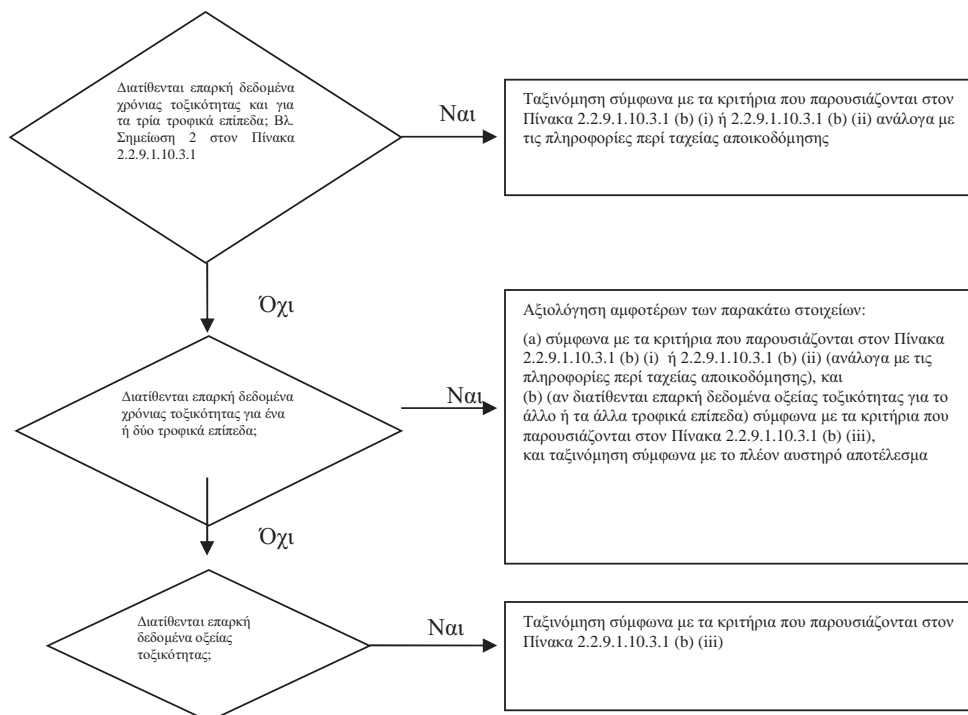 Διατίθενται επαρκή δεδομένα
χρόνιας τοξικότητας και για
τα τρία τροφικά επίπεδα; Βλ.
Σημείωση 2 στον Πίνακα
2.2.9.1.10.3.1
Ναι
Ταξινόμηση σύμφωνα με τα κριτήρια που παρουσιάζονται στον
Πίνακα 2.2.9.1.10.3.1 (b) (i) ή 2.2.9.1.10.3.1 (b) (ii) ανάλογα με
τις πληροφορίες περί ταχείας αποικοδόμησης
Όχι
Διατίθενται επαρκή δεδομένα
χρόνιας τοξικότητας για ένα
ή δύο τροφικά επίπεδα;
Ναι
Αξιολόγηση αμφοτέρων των παρακάτω στοιχείων:
(a) σύμφωνα με τα κριτήρια που παρουσιάζονται στον Πίνακα
2.2.9.1.10.3.1 (b) (i) ή 2.2.9.1.10.3.1 (b) (ii) (ανάλογα με τις
πληροφορίες περί ταχείας αποικοδόμησης), και
(b) (αν διατίθενται επαρκή δεδομένα οξείας τοξικότητας για το
άλλο ή τα άλλα τροφικά επίπεδα) σύμφωνα με τα κριτήρια που
παρουσιάζονται στον Πίνακα 2.2.9.1.10.3.1 (b) (iii),
και ταξινόμηση σύμφωνα με το πλέον αυστηρό αποτέλεσμα
Όχι
Διατίθενται επαρκή
δεδομένα οξείας
τοξικότητας;
Ναι
Ταξινόμηση σύμφωνα με τα κριτήρια που παρουσιάζονται στον
Πίνακα 2.2.9.1.10.3.1 (b) (iii)